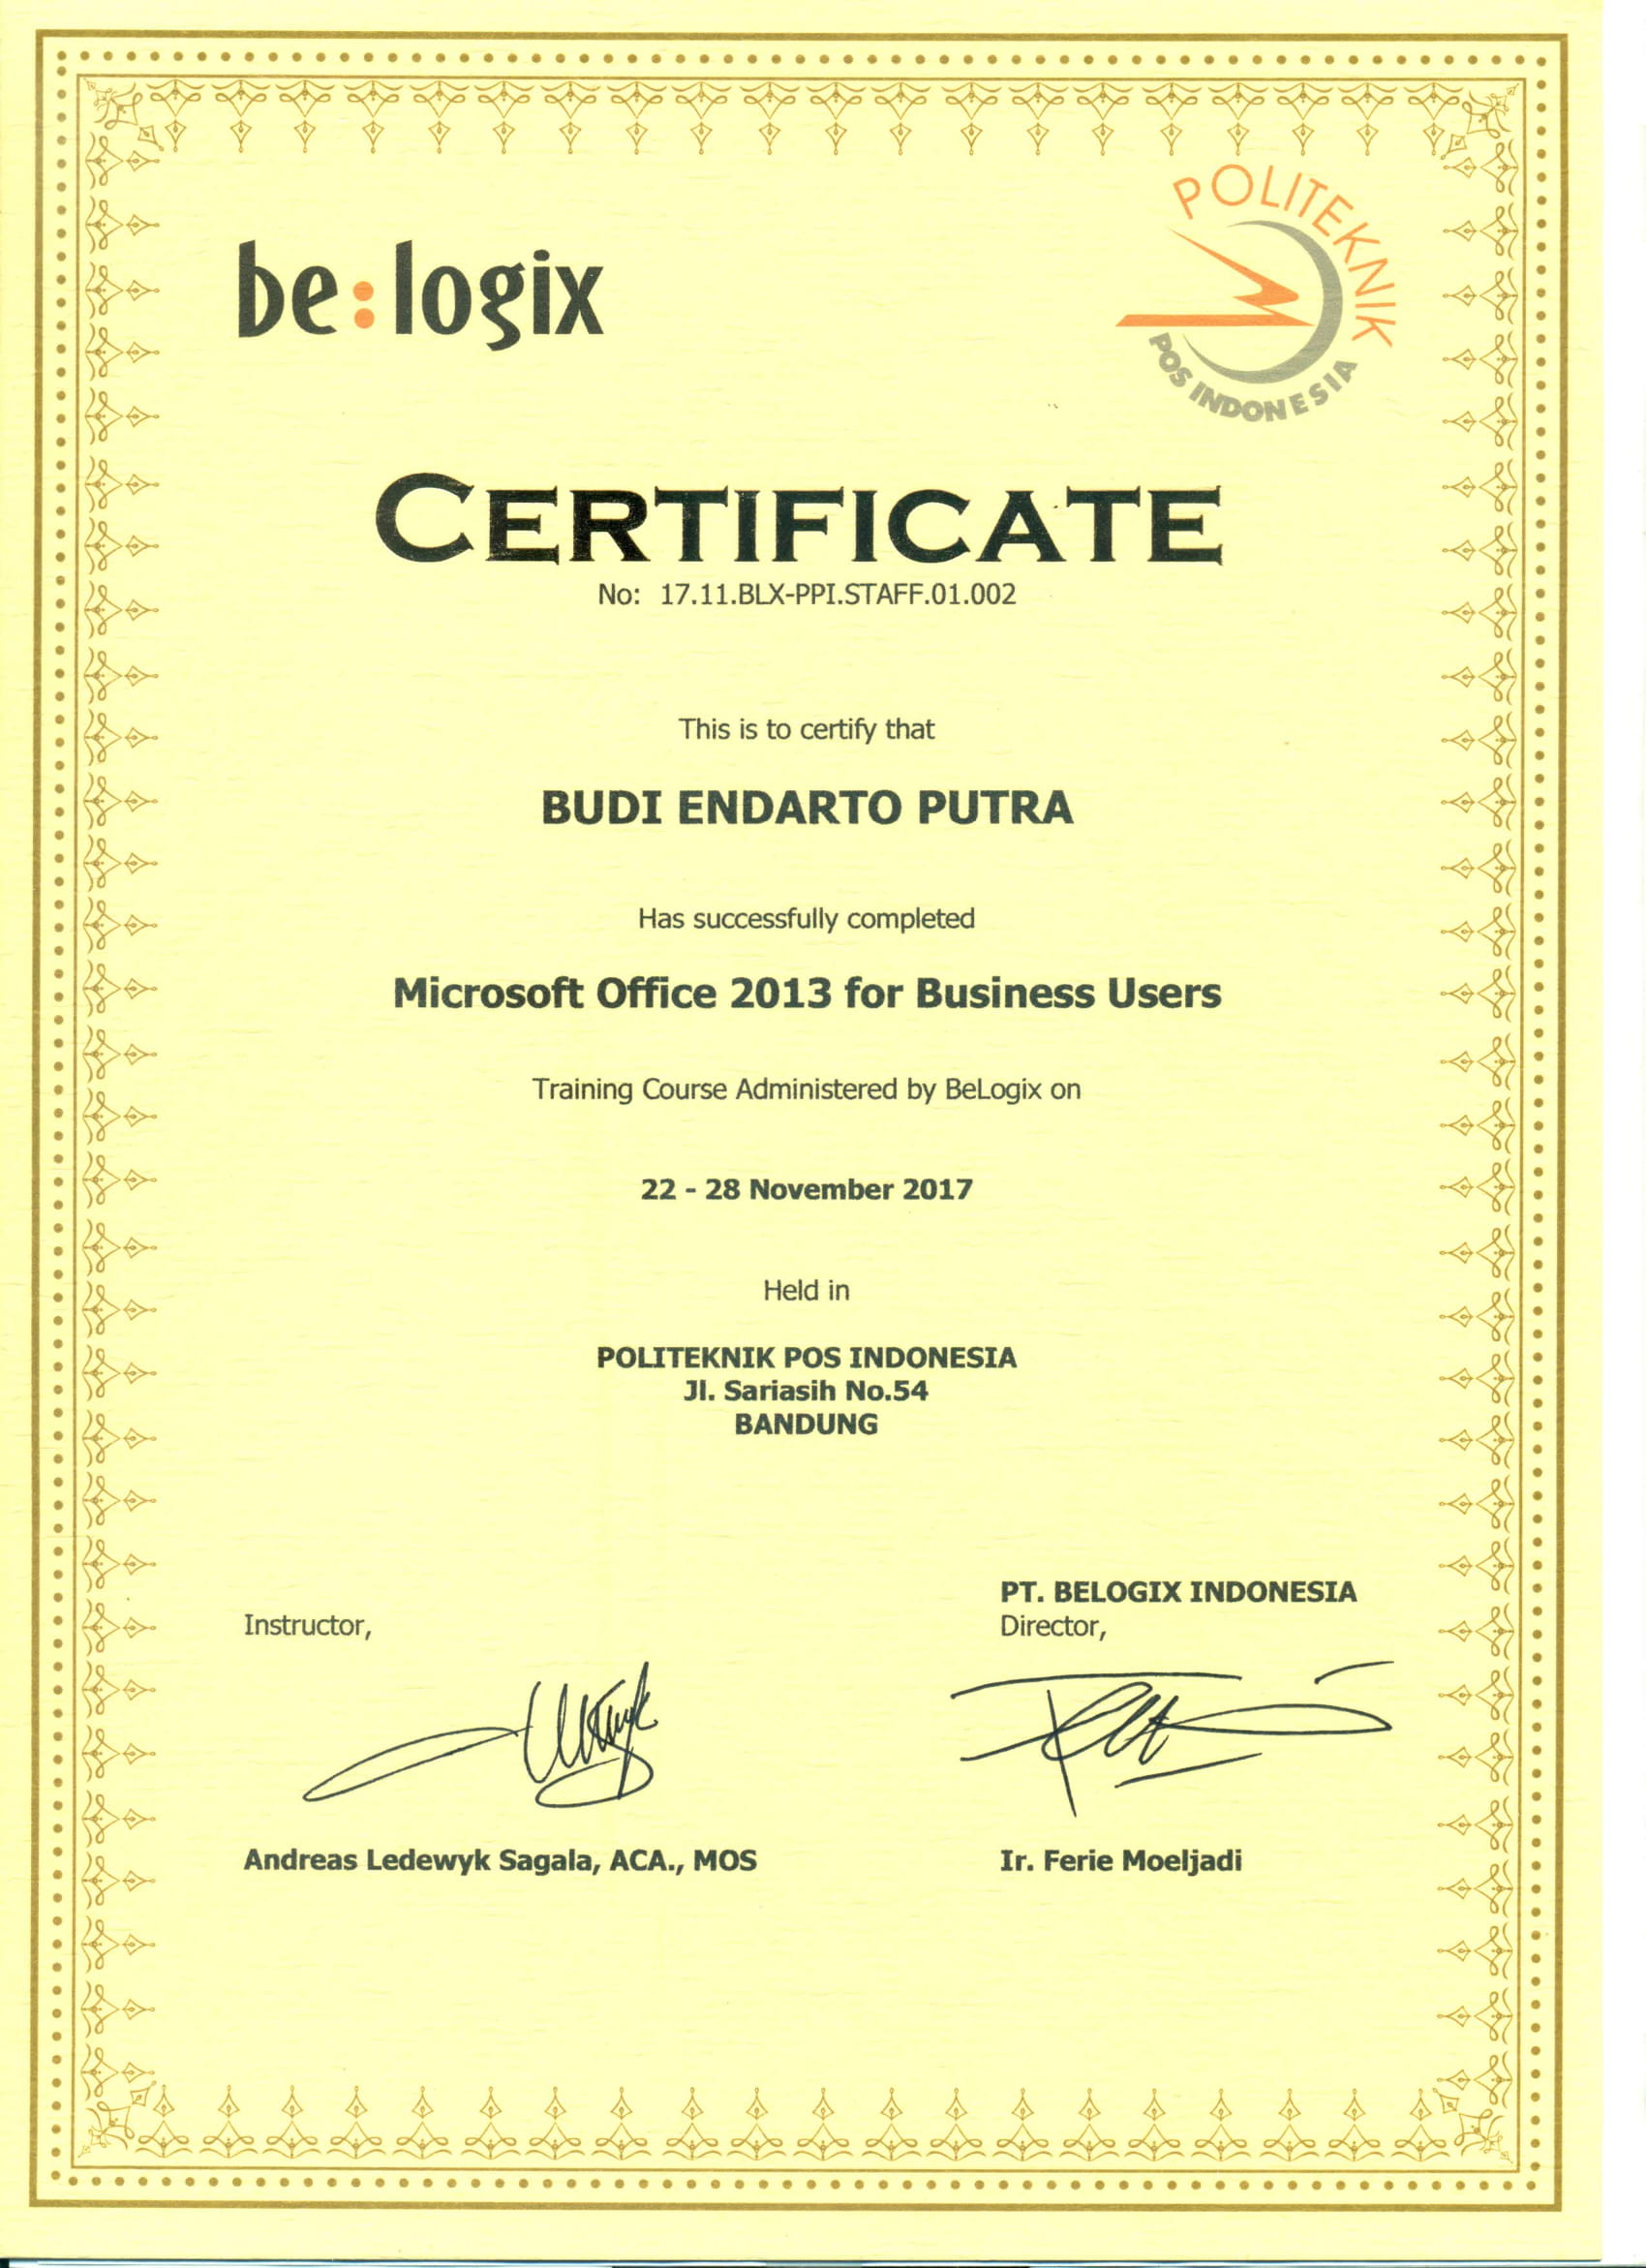 be:logix
POLITEKNIK
POS INDONESIA
CERTIFICATE
No: 17.11.BLX-PPI.STAFF.01.002
This is to certify that
BUDI ENDARTO PUTRA
Has successfully completed
Microsoft Office 2013 for Business Users
Training Course Administered by BeLogix on
22 - 28 November 2017
Held in
POLITEKNIK POS INDONESIA
Jl. Sariasih No.54
BANDUNG
PT. BELOGIX INDONESIA
Instructor,
Director,
Andreas Ledewyk Sagala, ACA., MOS
Ir. Ferie Moeljadi